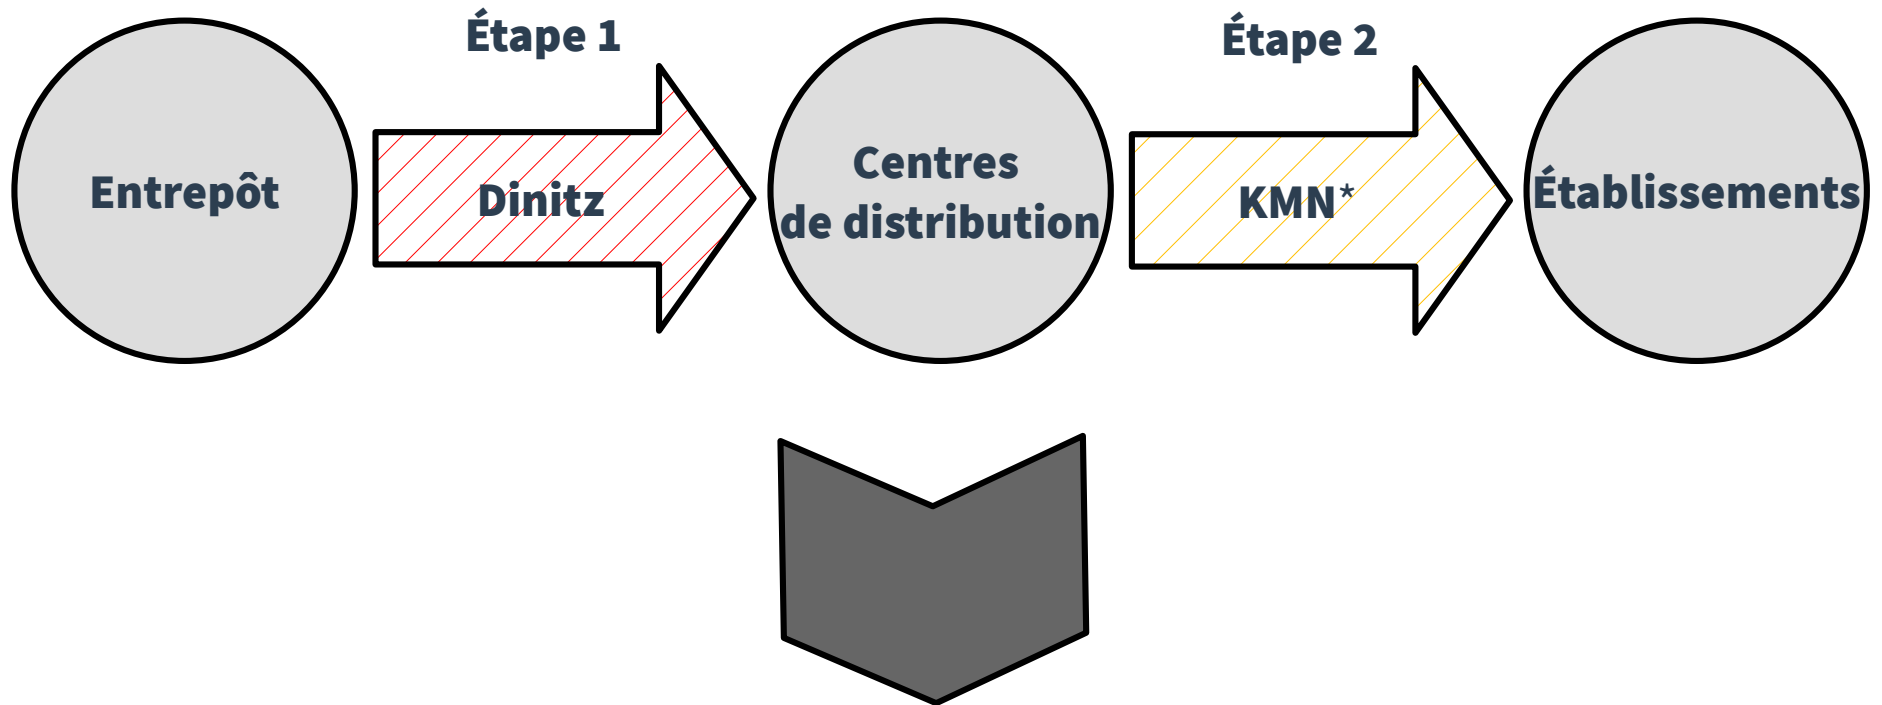 Étape 1
Étape 2
Entrepôt
Dinitz
Centres
de distribution
KMN*
Établissements